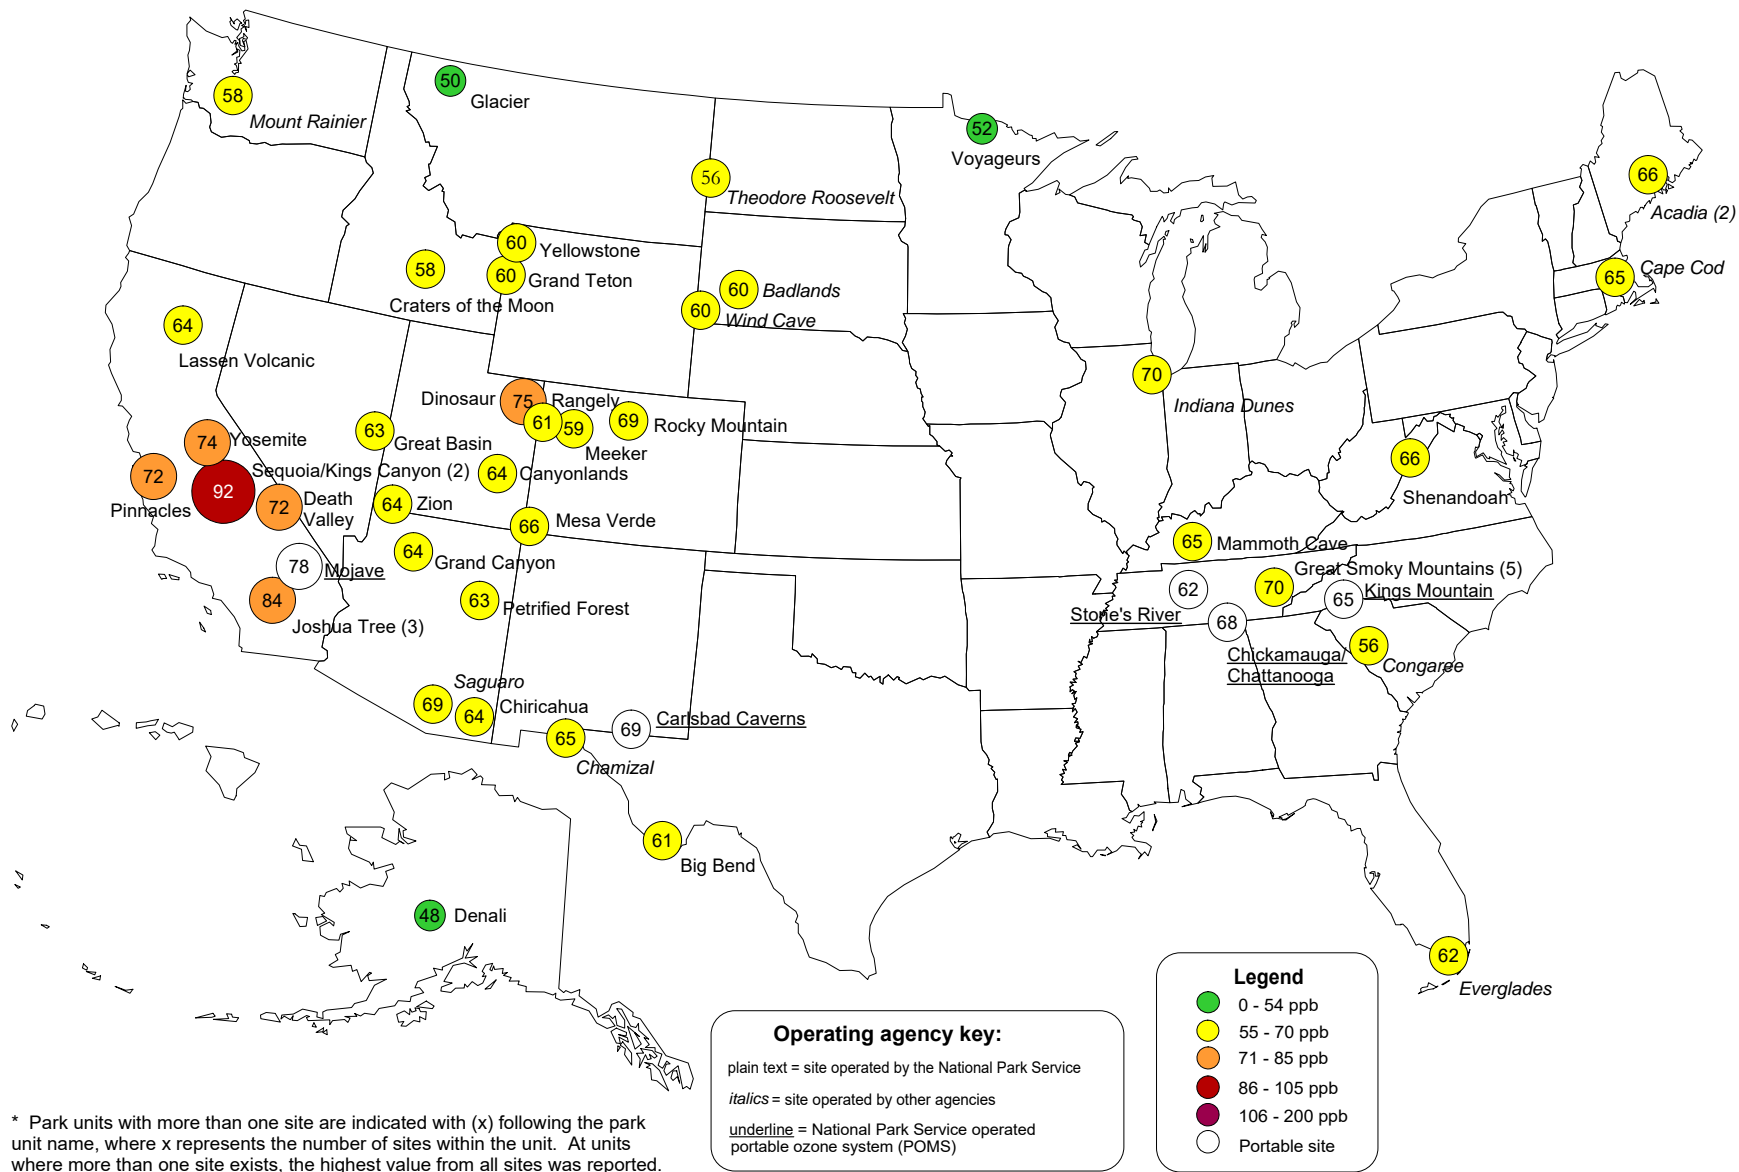 50
Glacier
58
Mount Rainier
52
Voyageurs
56
Theodore Roosevelt
66
Acadia (2)
60
Yellowstone
58
60
Grand Teton
Craters of the Moon
60
Badlands
60
Wind Cave
65
Cape Cod
64
Lassen Volcanic
70
Indiana Dunes
Dinosaur
75
Rangely
61
59
Meeker
69
Rocky Mountain
63
Great Basin
74
Yosemite
72
Pinnacles
Sequoia/Kings Canyon (2)
92
72
Death
Valley
64
Canyonlands
64
Zion
66
Mesa Verde
66
Shenandoah
65
Mammoth Cave
64
Grand Canyon
78
Mojave
84
Joshua Tree (3)
63
Petrified Forest
62
Stone's River
70
Great Smoky Mountains (5)
65
Kings Mountain
68
Chickamauga/
Chattanooga
56
Congaree
Saguaro
69
64
Chiricahua
65
Chamizal
69
Carlsbad Caverns
61
Big Bend
48
Denali
62
Everglades
Legend
0 - 54 ppb
55 - 70 ppb
71 - 85 ppb
86 - 105 ppb
106 - 200 ppb
Portable site
Operating agency key:
plain text = site operated by the National Park Service
italics = site operated by other agencies
underline = National Park Service operated
portable ozone system (POMS)
* Park units with more than one site are indicated with (x) following the park
unit name, where x represents the number of sites within the unit. At units
where more than one site exists, the highest value from all sites was reported.